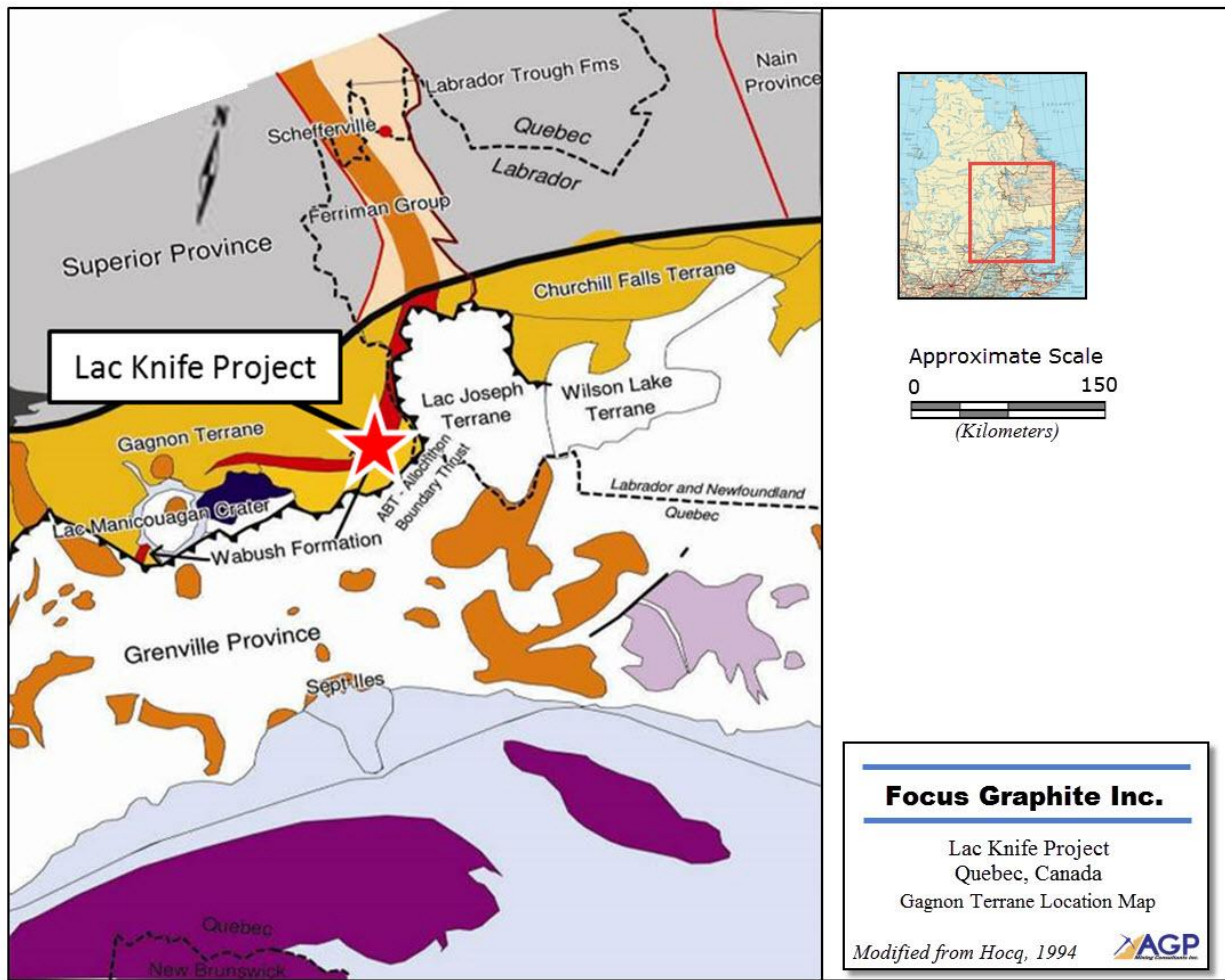 Nain
Province
Labrador Trough Fms
N
Schefferville
Quebec
Labrador
Ferriman Group
Superior Province
Churchill Falls Terrane
Lac Knife Project
Lac Joseph
Terrane
Wilson Lake
Terrane
Gagnon Terrane
ABT - Allochthon
Boundary Thrust
Labrador and Newfoundland
Quebec
Lac Manicouagan Crater
Wabush Formation
Grenville Province
Sept Iles
Quebec
New Brunswick
Approximate Scale
0 150
(Kilometers)
Focus Graphite Inc.
Lac Knife Project
Quebec, Canada
Gagnon Terrane Location Map
Modified from Hocq, 1994
AGP
Mining Consultants Inc.